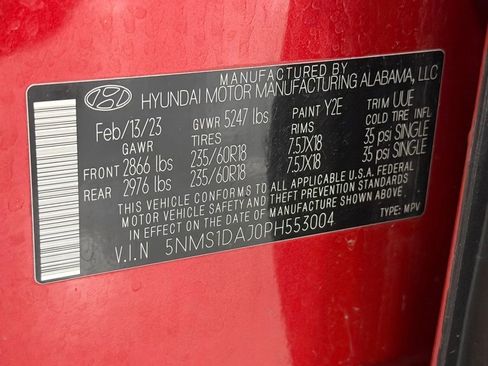 MANUFACTURED BY
HYUNDAI MOTOR MANUFACTURING ALABAMA, LLC
Feb/13/23 GVWR 5247 lbs PAINT Y2E TRIM UUE
GAWR TIRES RIMS COLD TIRE INFL
FRONT 2866 lbs 235/60R18 7.5JX18 35 psi SINGLE
REAR 2976 lbs 235/60R18 7.5JX18 35 psi SINGLE
THIS VEHICLE CONFORMS TO ALL APPLICABLE U.S.A. FEDERAL
MOTOR VEHICLE SAFETY AND THEFT PREVENTION STANDARDS
IN EFFECT ON THE DATE OF MANUFACTURE SHOWN ABOVE.
V.I.N 5NMS1DAJ0PH553004 TYPE: MPV